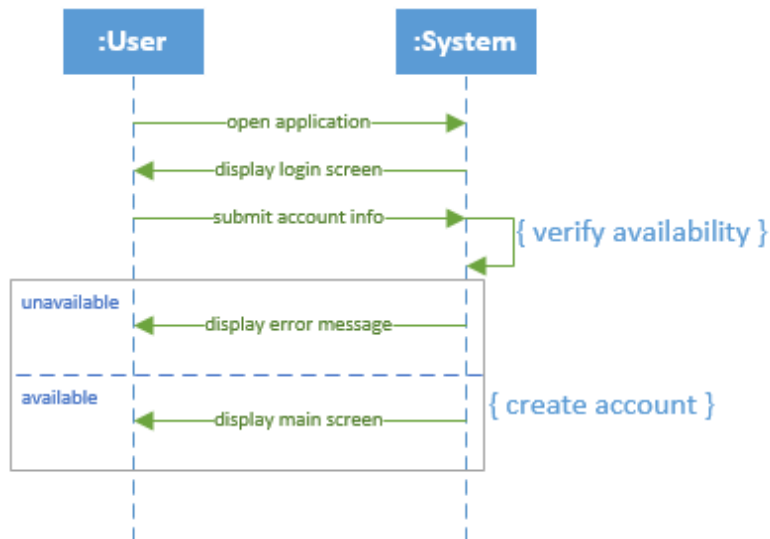 :User
:System
open application
display login screen
submit account info
{ verify availability }
unavailable
display error message
available
{ create account }
display main screen